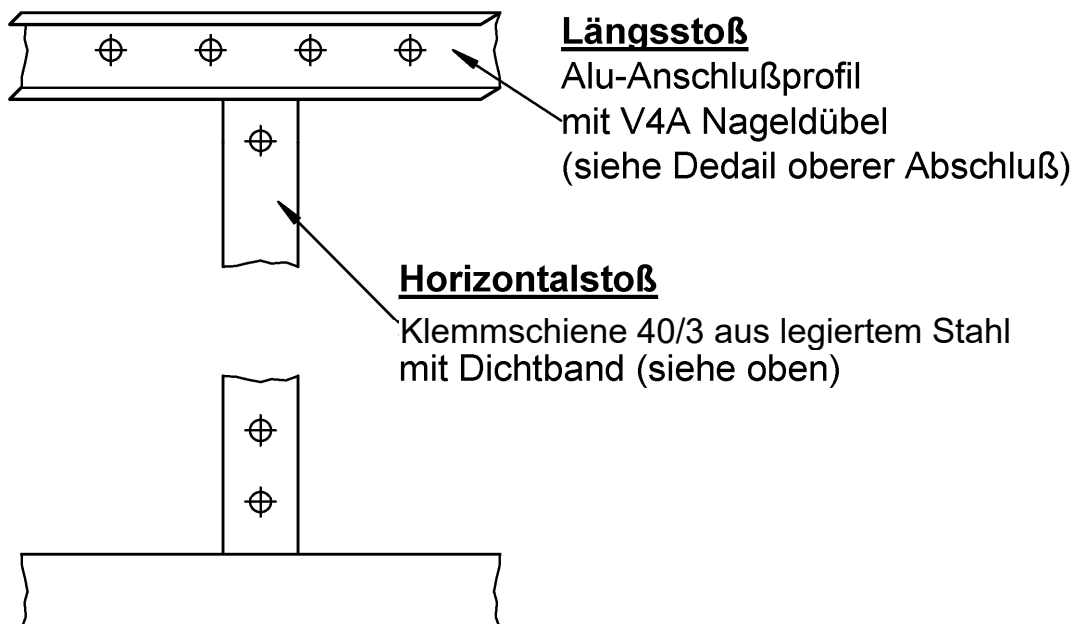 Längsstoß
Alu-Anschlußprofil
mit V4A Nageldübel
(siehe Dedail oberer Abschluß)
Horizontalstoß
Klemmschiene 40/3 aus legiertem Stahl
mit Dichtband (siehe oben)